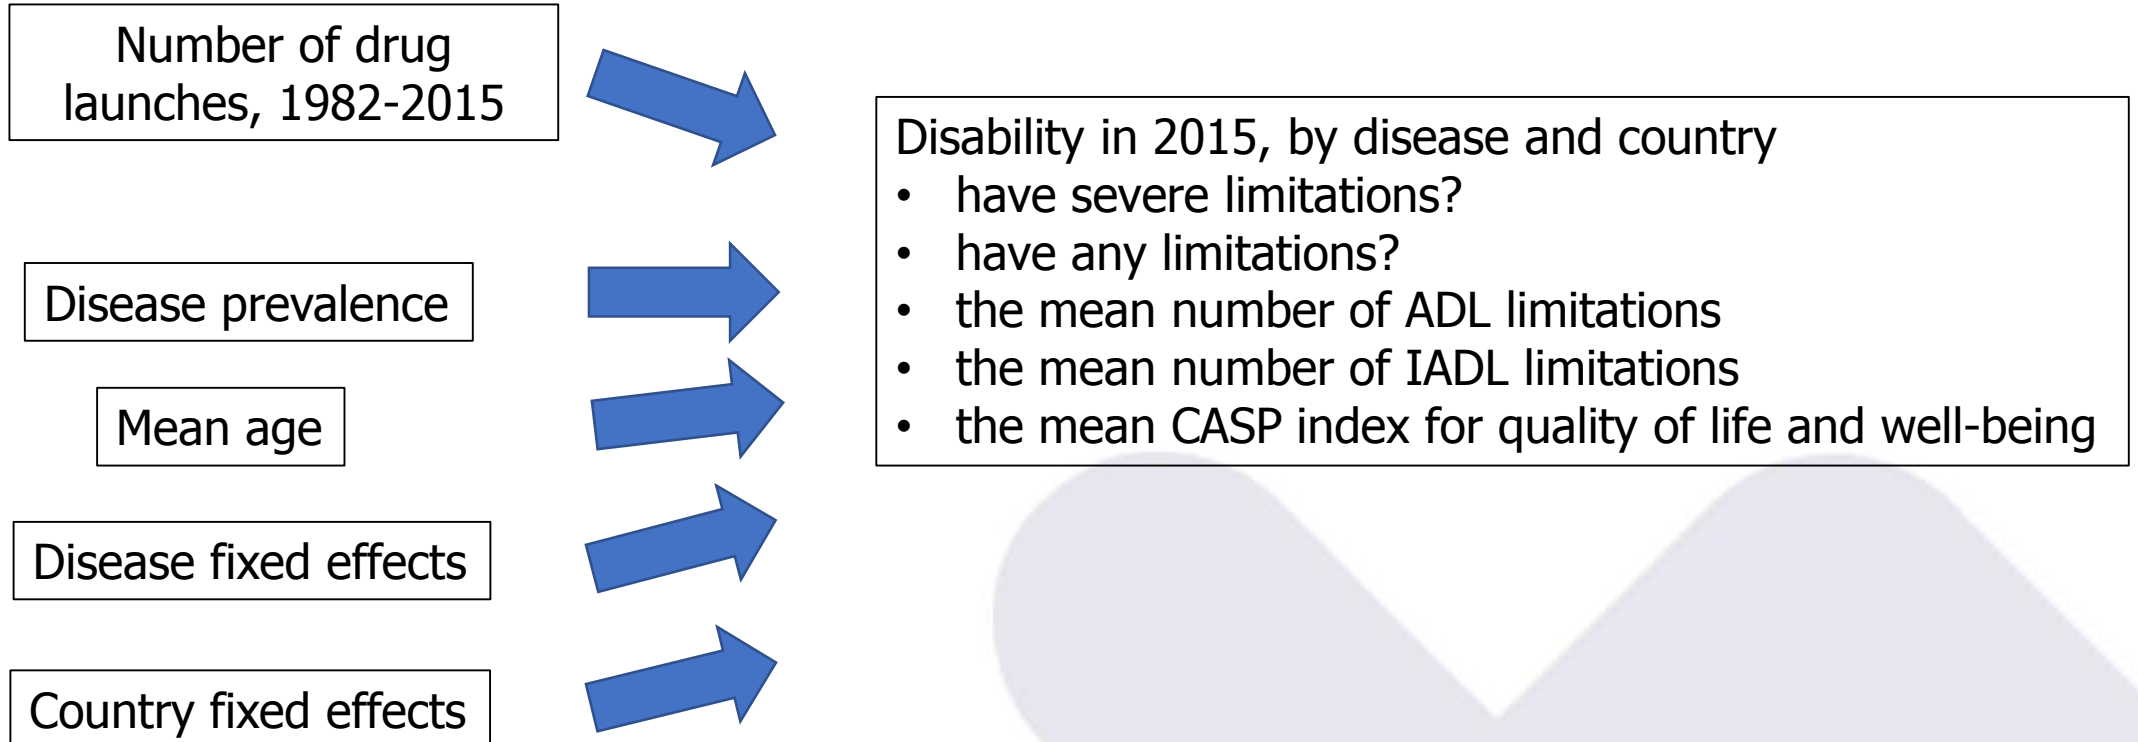 Number of drug
launches, 1982-2015
Disease prevalence
Mean age
Disease fixed effects
Country fixed effects
Disability in 2015, by disease and country
• have severe limitations?
• have any limitations?
• the mean number of ADL limitations
• the mean number of IADL limitations
• the mean CASP index for quality of life and well-being